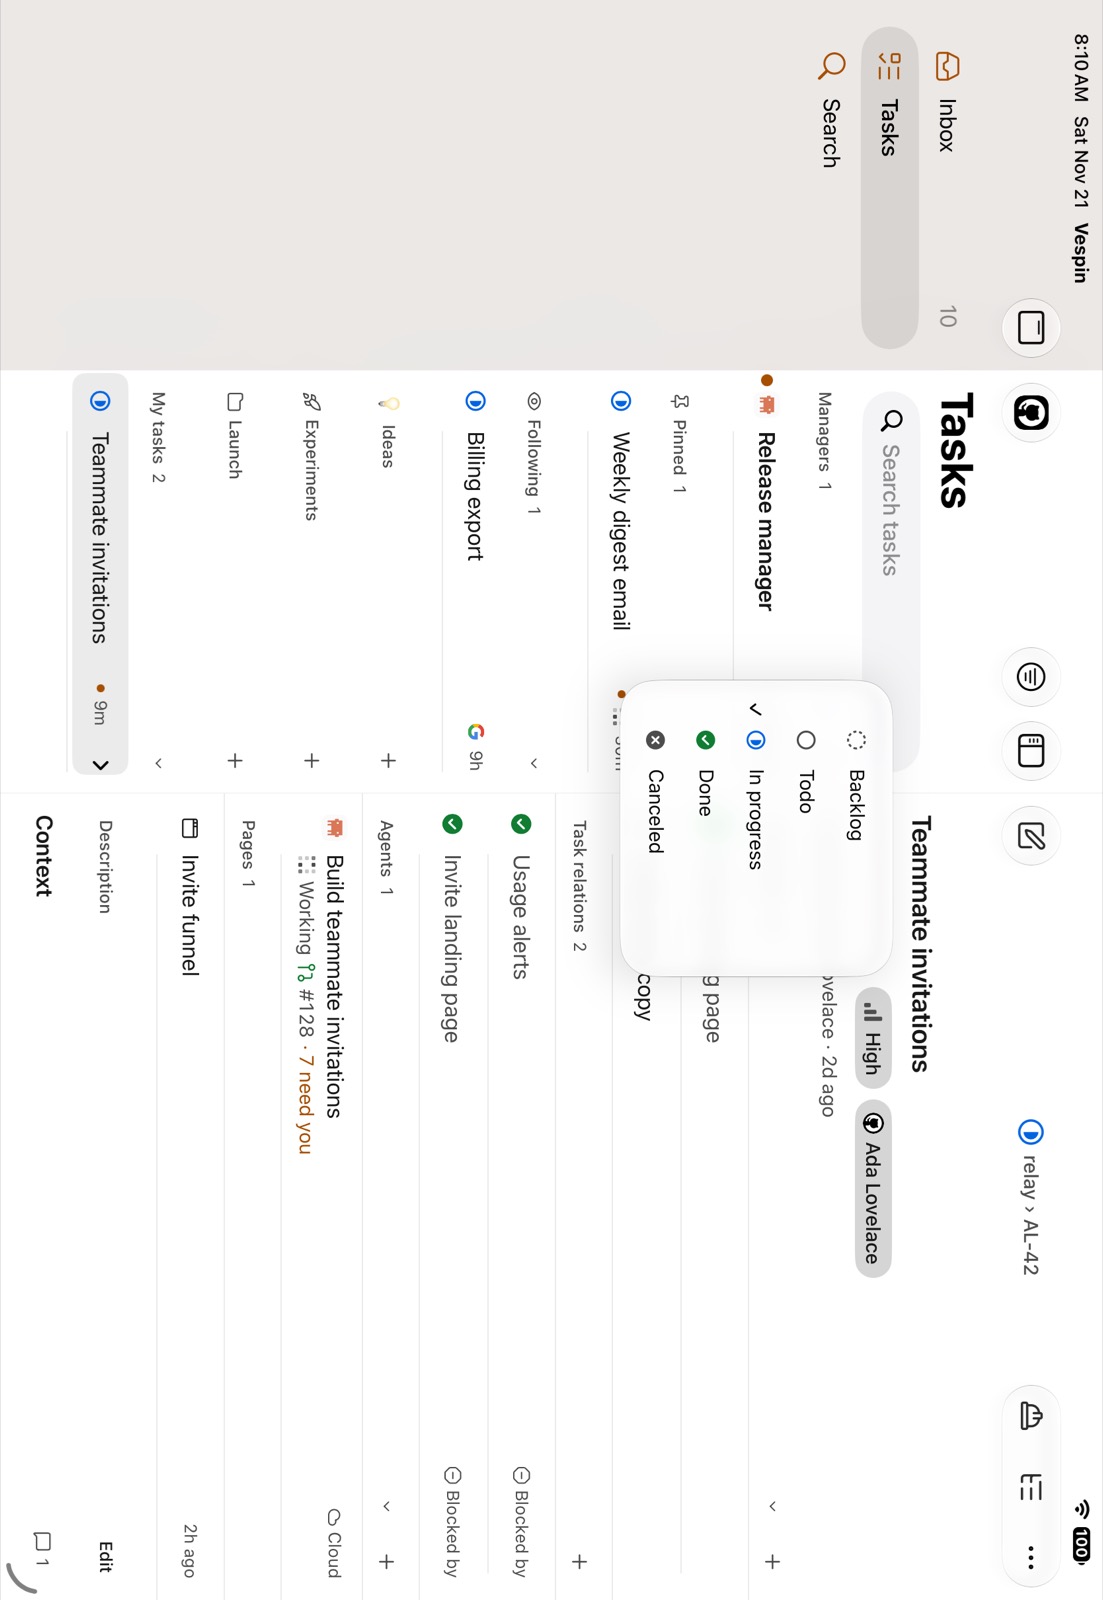 8:10 AM Sat Nov 21 Vespin
100
Inbox 10
Tasks
Search
Tasks
Search tasks
Managers 1
Release manager
Pinned 1
Weekly digest email
30m
Following 1
Billing export 9h
Ideas
Experiments
Launch
My tasks 2
Teammate invitations 9m
Backlog
Todo
In progress
Done
Canceled
relay › AL-42
Teammate invitations
High Ada Lovelace
ovelace · 2d ago
g page
copy
Task relations 2
Usage alerts Blocked by
Invite landing page Blocked by
Agents 1
Build teammate invitations Cloud
Working #128 · 7 need you
Pages 1
Invite funnel 2h ago
Description Edit
Context 1